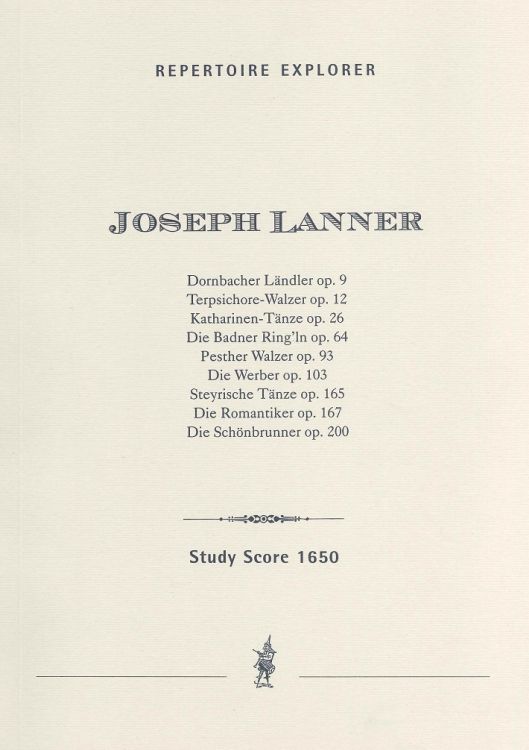 REPERTOIRE EXPLORER
JOSEPH LANNER
Dornbacher Ländler op. 9
Terpsichore-Walzer op. 12
Katharinen-Tänze op. 26
Die Badner Ring'ln op. 64
Pesther Walzer op. 93
Die Werber op. 103
Steyrische Tänze op. 165
Die Romantiker op. 167
Die Schönbrunner op. 200
Study Score 1650